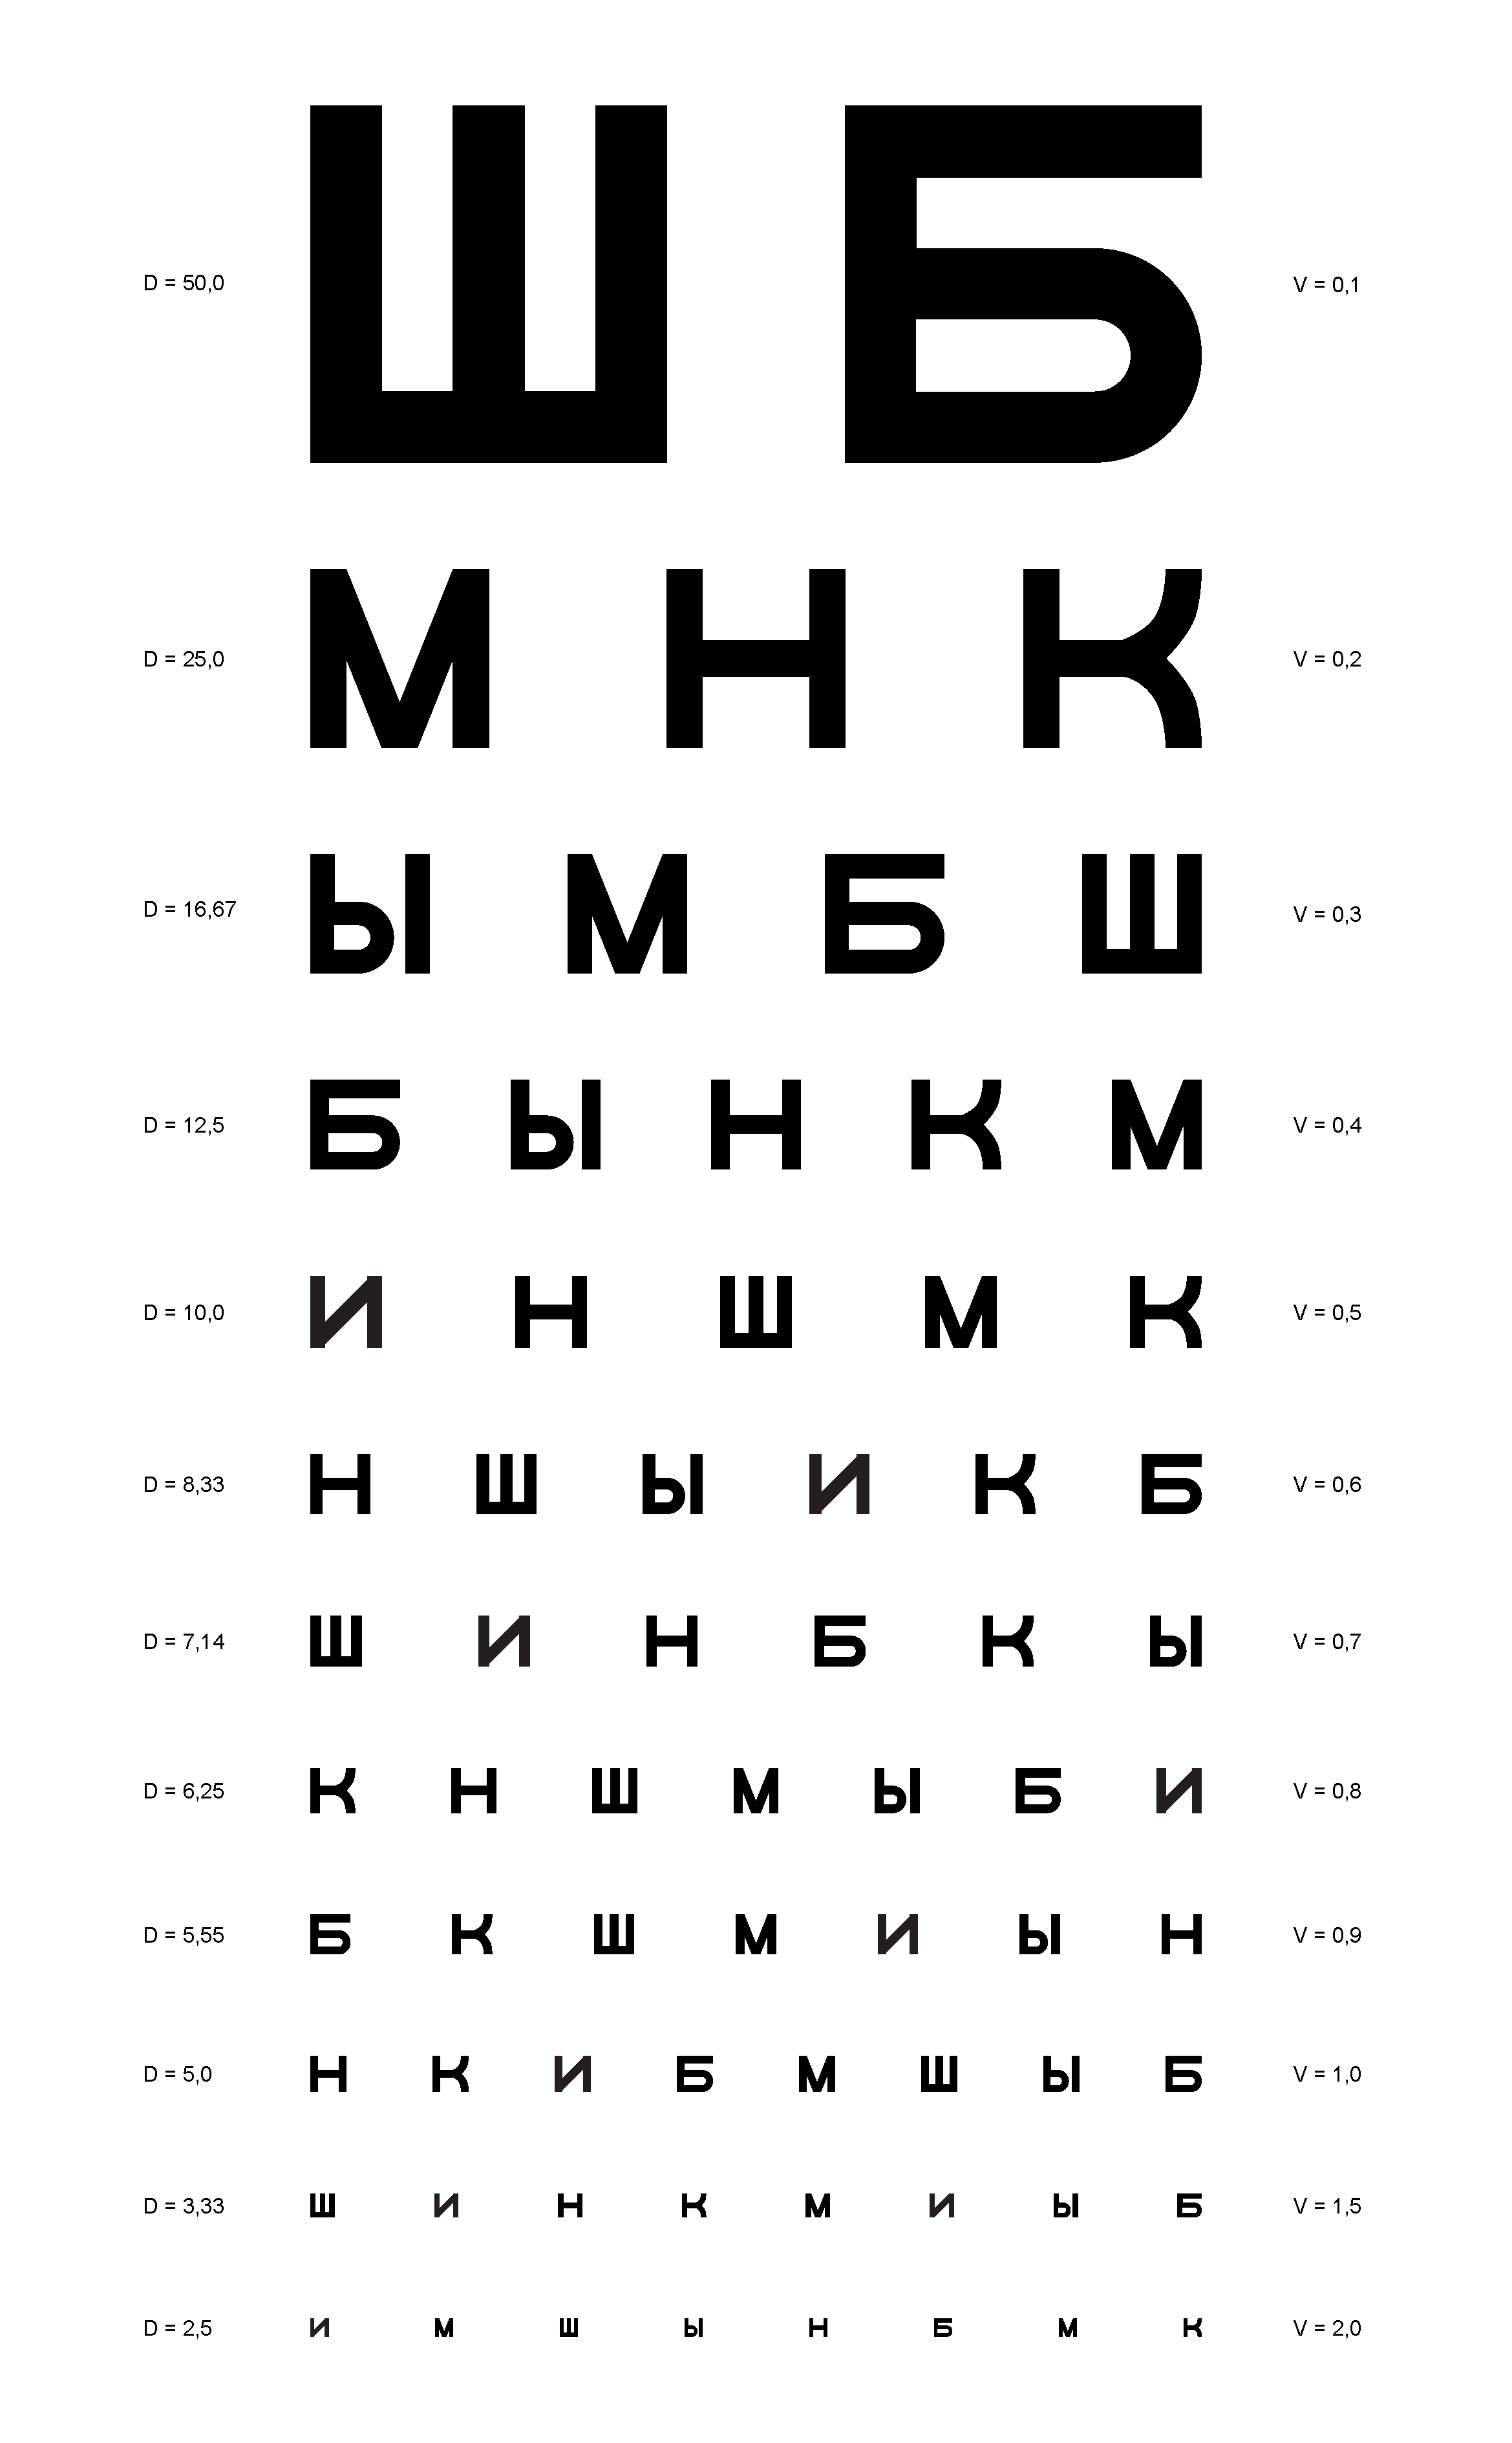 D = 50,0 Ш Б V = 0,1
D = 25,0 М Н К V = 0,2
D = 16,67 Ы М Б Ш V = 0,3
D = 12,5 Б Ы Н К М V = 0,4
D = 10,0 И Н Ш М К V = 0,5
D = 8,33 Н Ш Ы И К Б V = 0,6
D = 7,14 Ш И Н Б К Ы V = 0,7
D = 6,25 К Н Ш М Ы Б И V = 0,8
D = 5,55 Б К Ш М И Ы Н V = 0,9
D = 5,0 Н К И Б М Ш Ы Б V = 1,0
D = 3,33 Ш И Н К М И Ы Б V = 1,5
D = 2,5 И М Ш Ы Н Б М К V = 2,0